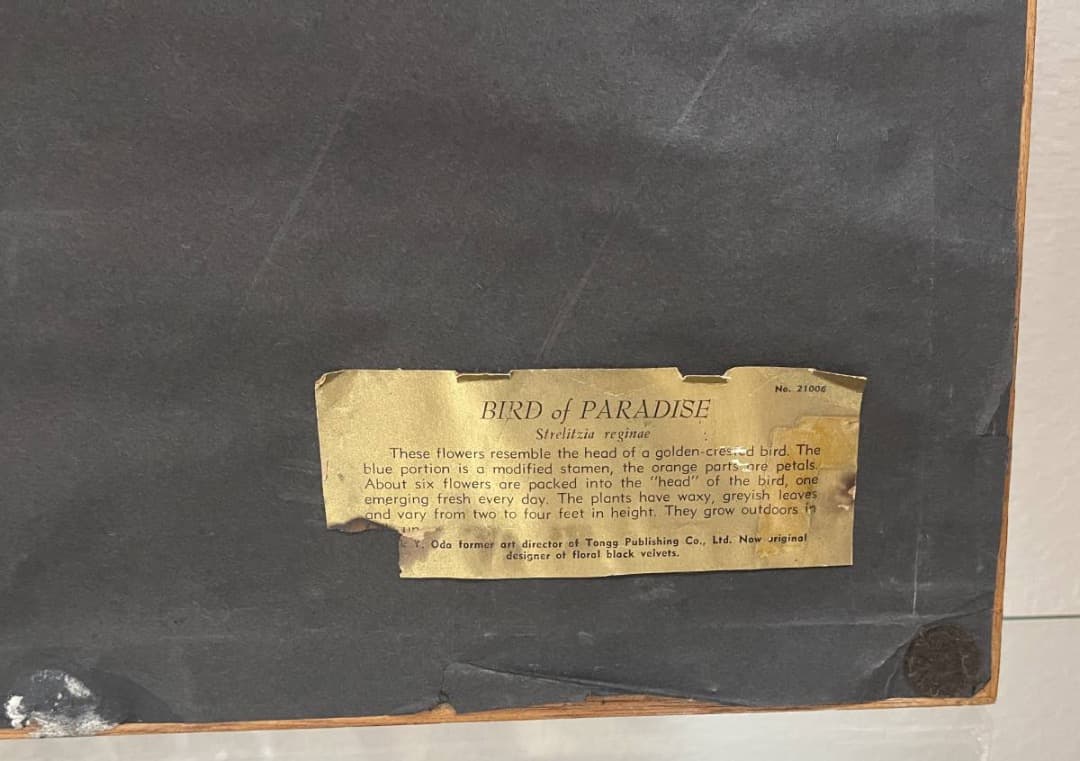 No. 21006
BIRD of PARADISE
Strelitzia reginae
These flowers resemble the head of a golden-crested bird. The
blue portion is a modified stamen, the orange parts are petals.
About six flowers are packed into the "head" of the bird, one
emerging fresh every day. The plants have waxy, greyish leaves
and vary from two to four feet in height. They grow outdoors in
Y. Oda former art director of Tongg Publishing Co., Ltd. Now original
designer of floral black velvets.